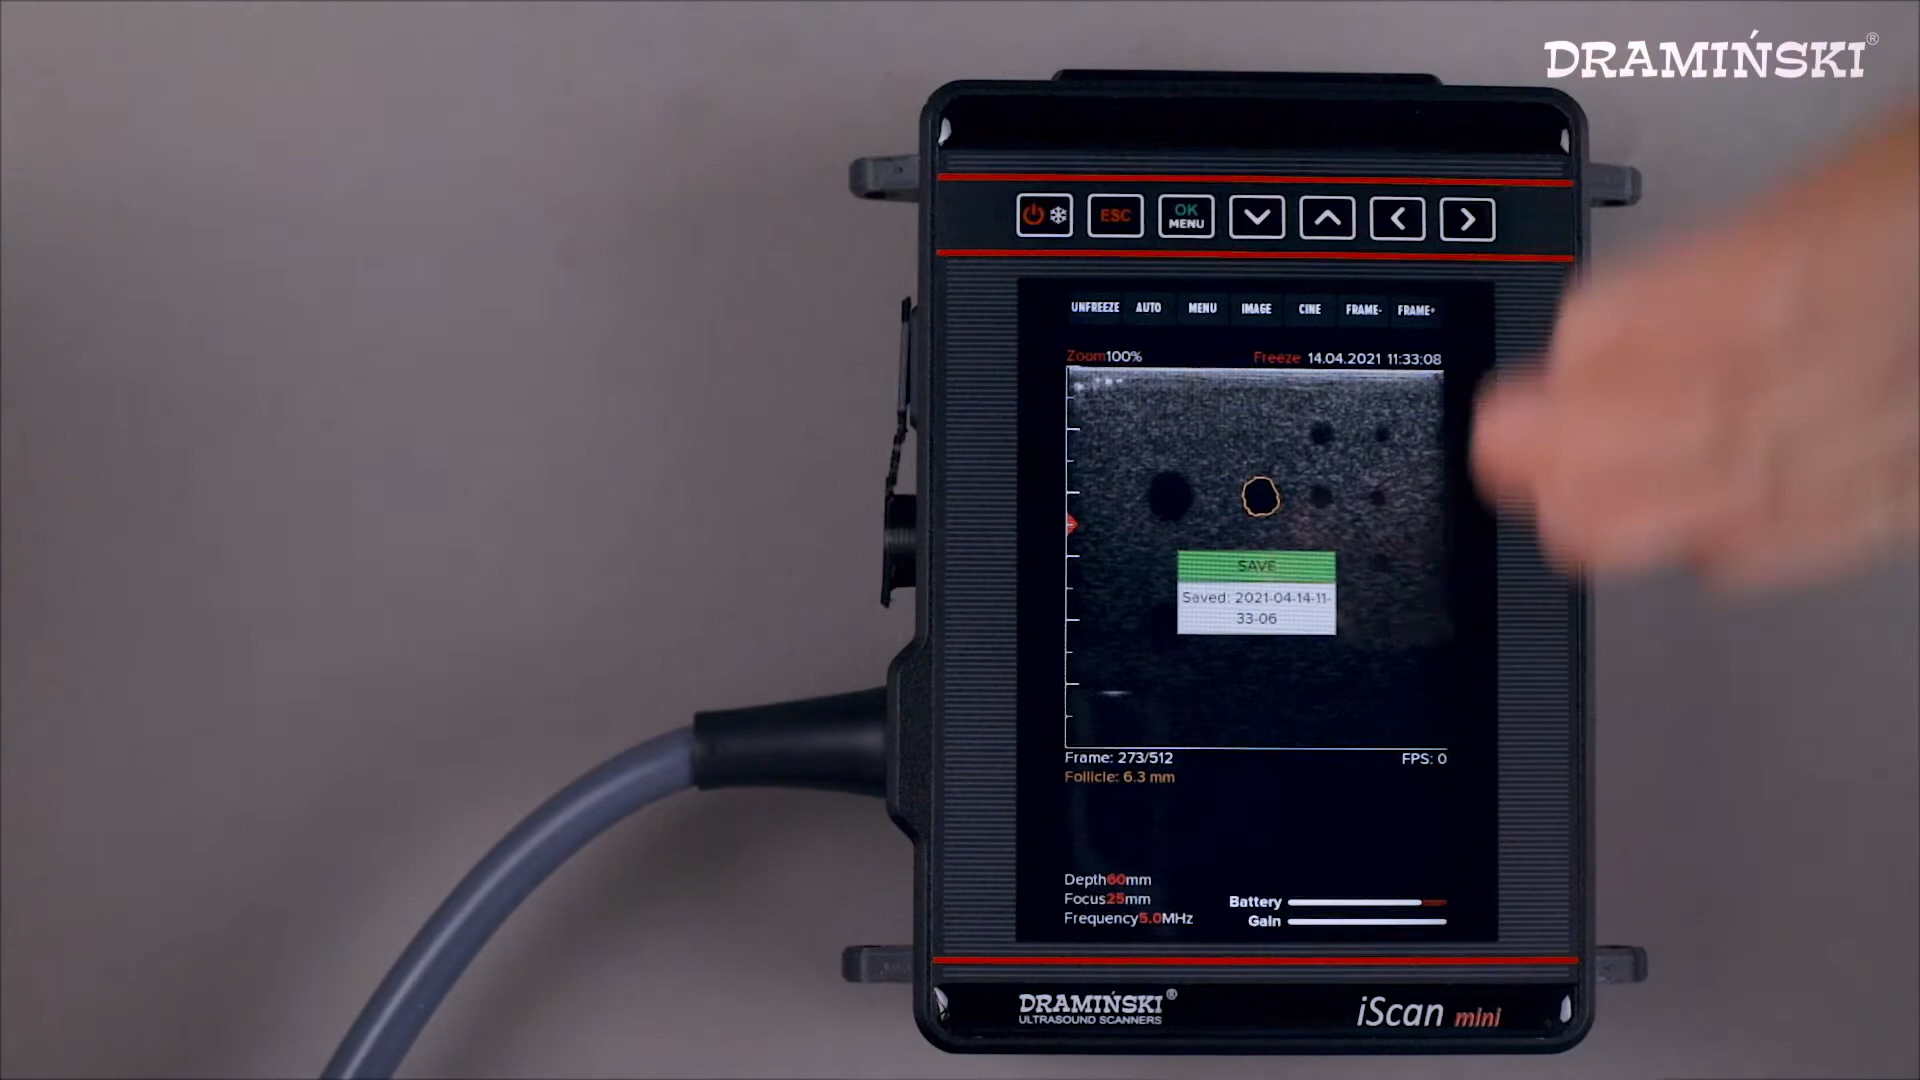 DRAMIŃSKI®
ESC
OK
MENU
UNFREEZE AUTO MENU IMAGE CINE FRAME- FRAME+
Zoom100% Freeze 14.04.2021 11:33:08
SAVE
Saved: 2021-04-14-11-
33-06
Frame: 273/512 FPS: 0
Follicle: 6.3 mm
Depth60mm
Focus25mm
Battery
Frequency5.0MHz
Gain
DRAMIŃSKI®
ULTRASOUND SCANNERS
iScan mini